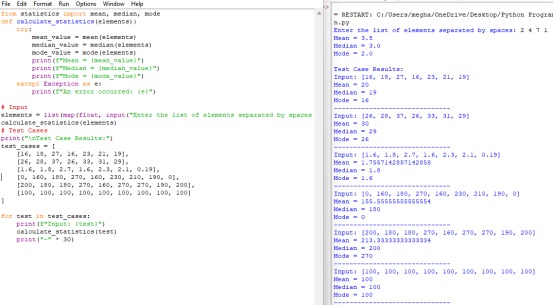 File Edit Format Run Options Window Help
from statistics import mean, median, mode
def calculate_statistics(elements):
    try:
        mean_value = mean(elements)
        median_value = median(elements)
        mode_value = mode(elements)
        print(f"Mean = {mean_value}")
        print(f"Median = {median_value}")
        print(f"Mode = {mode_value}")
    except Exception as e:
        print(f"An error occurred: {e}")
# Input
elements = list(map(float, input("Enter the list of elements separated by spaces
calculate_statistics(elements)
# Test Cases
print("\nTest Case Results:")
test_cases = [
    [16, 18, 27, 16, 23, 21, 19],
    [26, 28, 37, 26, 33, 31, 29],
    [1.6, 1.8, 2.7, 1.6, 2.3, 2.1, 0.19],
    [0, 160, 180, 270, 160, 230, 210, 190, 0],
    [200, 180, 180, 270, 160, 270, 270, 190, 200],
    [100, 100, 100, 100, 100, 100, 100, 100, 100]
]
for test in test_cases:
    print(f"Input: {test}")
    calculate_statistics(test)
    print("-" * 30)
= RESTART: C:/Users/megha/OneDrive/Desktop/Python Program
n.py
Enter the list of elements separated by spaces: 2 4 7 1
Mean = 3.5
Median = 3.0
Mode = 2.0
Test Case Results:
Input: [16, 18, 27, 16, 23, 21, 19]
Mean = 20
Median = 19
Mode = 16
------------------------------
Input: [26, 28, 37, 26, 33, 31, 29]
Mean = 30
Median = 29
Mode = 26
------------------------------
Input: [1.6, 1.8, 2.7, 1.6, 2.3, 2.1, 0.19]
Mean = 1.7557142857142858
Median = 1.8
Mode = 1.6
------------------------------
Input: [0, 160, 180, 270, 160, 230, 210, 190, 0]
Mean = 155.55555555555554
Median = 180
Mode = 0
------------------------------
Input: [200, 180, 180, 270, 160, 270, 270, 190, 200]
Mean = 213.33333333333334
Median = 200
Mode = 270
------------------------------
Input: [100, 100, 100, 100, 100, 100, 100, 100, 100]
Mean = 100
Median = 100
Mode = 100
------------------------------